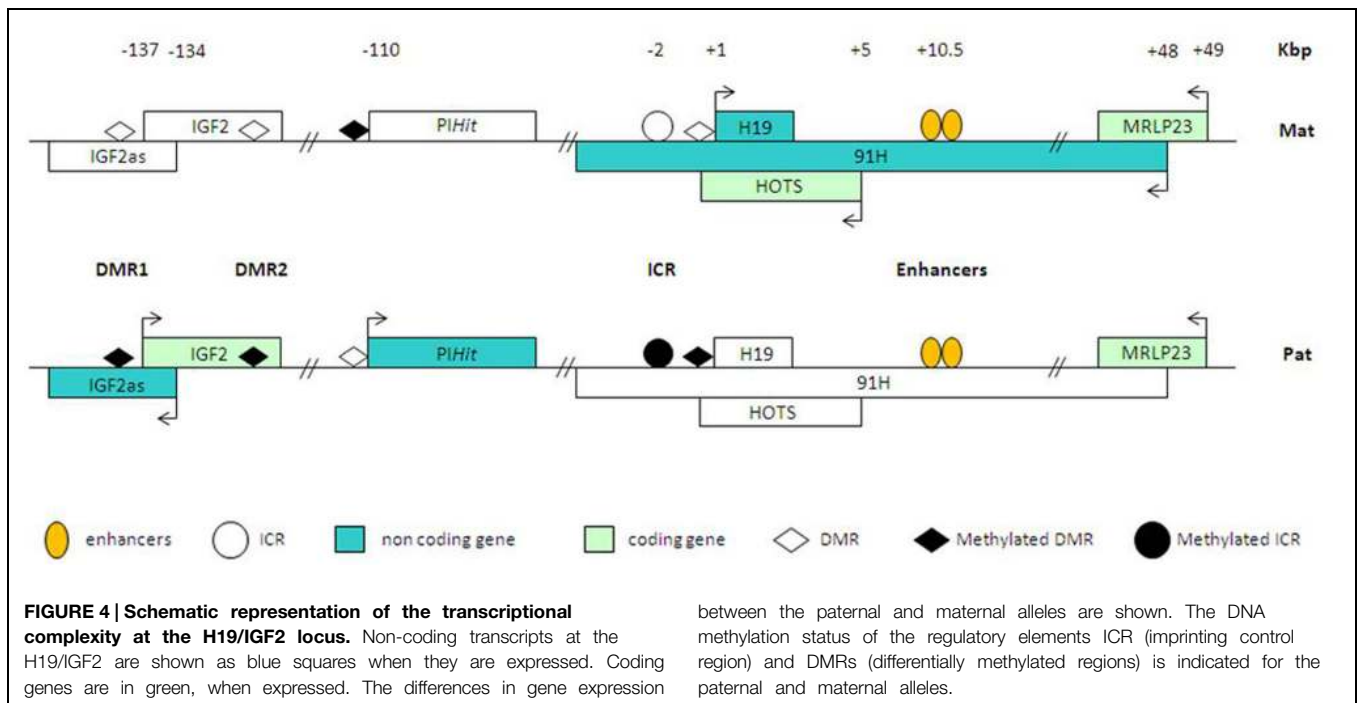 -137 -134 -110 -2 +1 +5 +10.5 +48 +49 Kbp
IGF2 PIHit H19 MRLP23 Mat
IGF2as 91H
HOTS
DMR1 DMR2 ICR Enhancers
IGF2 PIHit H19 MRLP23 Pat
IGF2as 91H
HOTS
enhancers ICR non coding gene coding gene DMR Methylated DMR Methylated ICR
FIGURE 4 | Schematic representation of the transcriptional
complexity at the H19/IGF2 locus. Non-coding transcripts at the
H19/IGF2 are shown as blue squares when they are expressed. Coding
genes are in green, when expressed. The differences in gene expression
between the paternal and maternal alleles are shown. The DNA
methylation status of the regulatory elements ICR (imprinting control
region) and DMRs (differentially methylated regions) is indicated for the
paternal and maternal alleles.